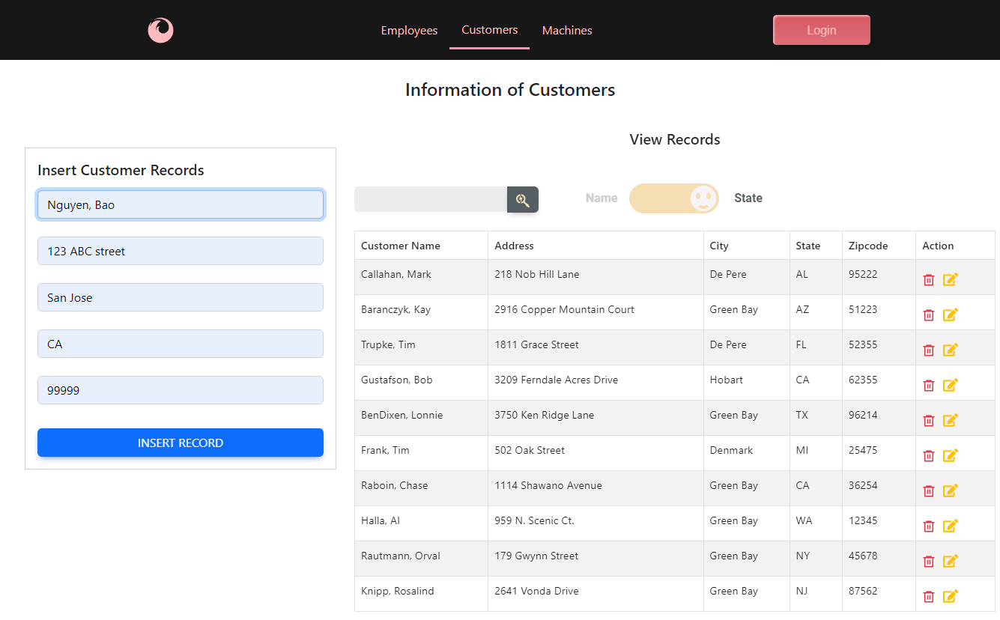 Employees Customers Machines Login
Information of Customers
View Records
Insert Customer Records
Nguyen, Bao
123 ABC street
San Jose
CA
99999
INSERT RECORD
Name State
Customer Name Address City State Zipcode Action
Callahan, Mark 218 Nob Hill Lane De Pere AL 95222
Baranczyk, Kay 2916 Copper Mountain Court Green Bay AZ 51223
Trupke, Tim 1811 Grace Street De Pere FL 52355
Gustafson, Bob 3209 Ferndale Acres Drive Hobart CA 62355
BenDixen, Lonnie 3750 Ken Ridge Lane Green Bay TX 96214
Frank, Tim 502 Oak Street Denmark MI 25475
Raboin, Chase 1114 Shawano Avenue Green Bay CA 36254
Halla, Al 959 N. Scenic Ct. Green Bay WA 12345
Rautmann, Orval 179 Gwynn Street Green Bay NY 45678
Knipp, Rosalind 2641 Vonda Drive Green Bay NJ 87562